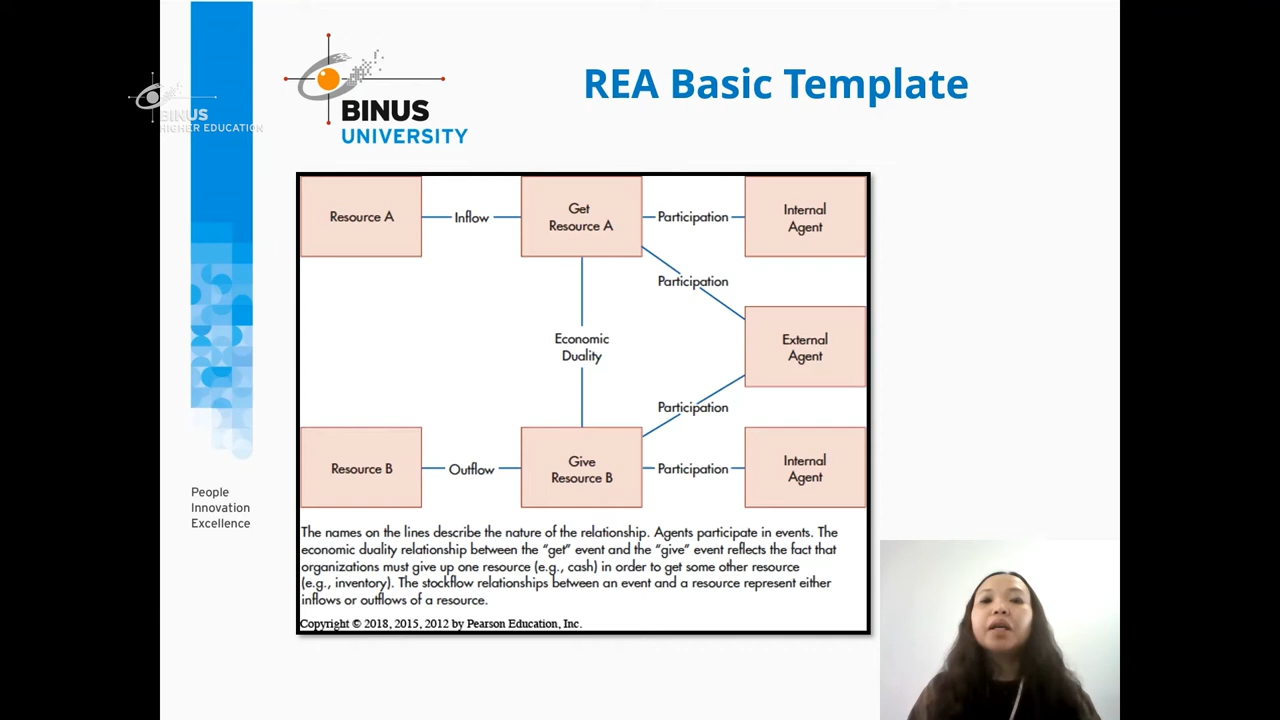 BINUS
HIGHER EDUCATION
BINUS
UNIVERSITY
REA Basic Template
Resource A
Inflow
Get
Resource A
Participation
Internal
Agent
Participation
Economic
Duality
External
Agent
Participation
Resource B
Outflow
Give
Resource B
Participation
Internal
Agent
The names on the lines describe the nature of the relationship. Agents participate in events. The
economic duality relationship between the “get” event and the “give” event reflects the fact that
organizations must give up one resource (e.g., cash) in order to get some other resource
(e.g., inventory). The stockflow relationships between an event and a resource represent either
inflows or outflows of a resource.
Copyright © 2018, 2015, 2012 by Pearson Education, Inc.
People
Innovation
Excellence